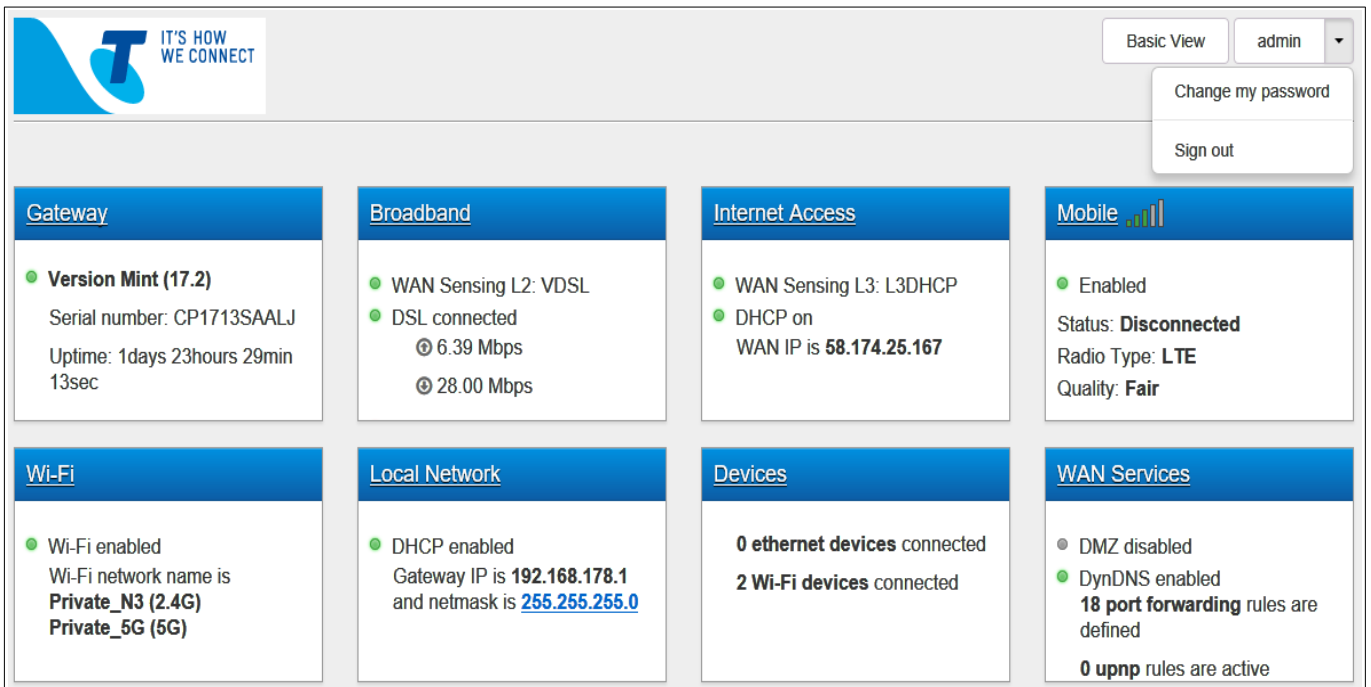 IT'S HOW
WE CONNECT
Basic View
admin
Change my password
Sign out
Gateway
Version Mint (17.2)
Serial number: CP1713SAALJ
Uptime: 1days 23hours 29min
13sec
Broadband
WAN Sensing L2: VDSL
DSL connected
6.39 Mbps
28.00 Mbps
Internet Access
WAN Sensing L3: L3DHCP
DHCP on
WAN IP is 58.174.25.167
Mobile
Enabled
Status: Disconnected
Radio Type: LTE
Quality: Fair
Wi-Fi
Wi-Fi enabled
Wi-Fi network name is
Private_N3 (2.4G)
Private_5G (5G)
Local Network
DHCP enabled
Gateway IP is 192.168.178.1
and netmask is 255.255.255.0
Devices
0 ethernet devices connected
2 Wi-Fi devices connected
WAN Services
DMZ disabled
DynDNS enabled
18 port forwarding rules are
defined
0 upnp rules are active